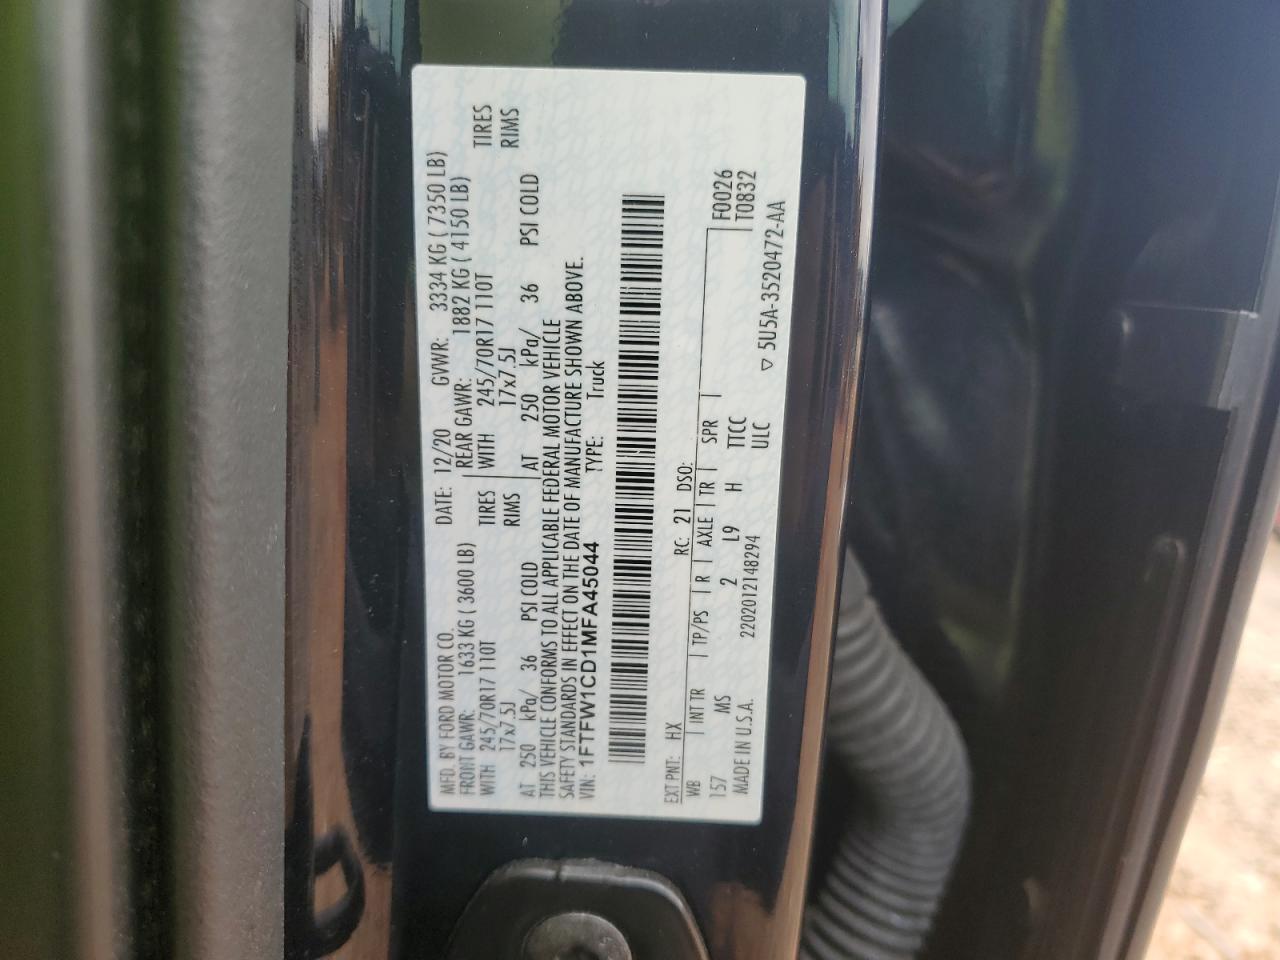 MFD. BY FORD MOTOR CO. DATE: 12/20 GVWR: 3334 KG ( 7350 LB)
FRONT GAWR: 1633 KG ( 3600 LB) REAR GAWR: 1882 KG ( 4150 LB)
WITH 245/70R17 110T TIRES WITH 245/70R17 110T TIRES
17x7.5J RIMS 17x7.5J RIMS
AT 250 kPa/ 36 PSI COLD AT 250 kPa/ 36 PSI COLD
THIS VEHICLE CONFORMS TO ALL APPLICABLE FEDERAL MOTOR VEHICLE
SAFETY STANDARDS IN EFFECT ON THE DATE OF MANUFACTURE SHOWN ABOVE.
VIN: 1FTFW1CD1MFA45044 TYPE: Truck
EXT PNT: HX RC: 21 DSO: F0026
WB | INT TR | TP/PS | R | AXLE | TR | SPR | T0832
157 MS 2 L9 H TTCC
MADE IN U.S.A. 2202012148294 ULC ▽ 5U5A-3520472-AA